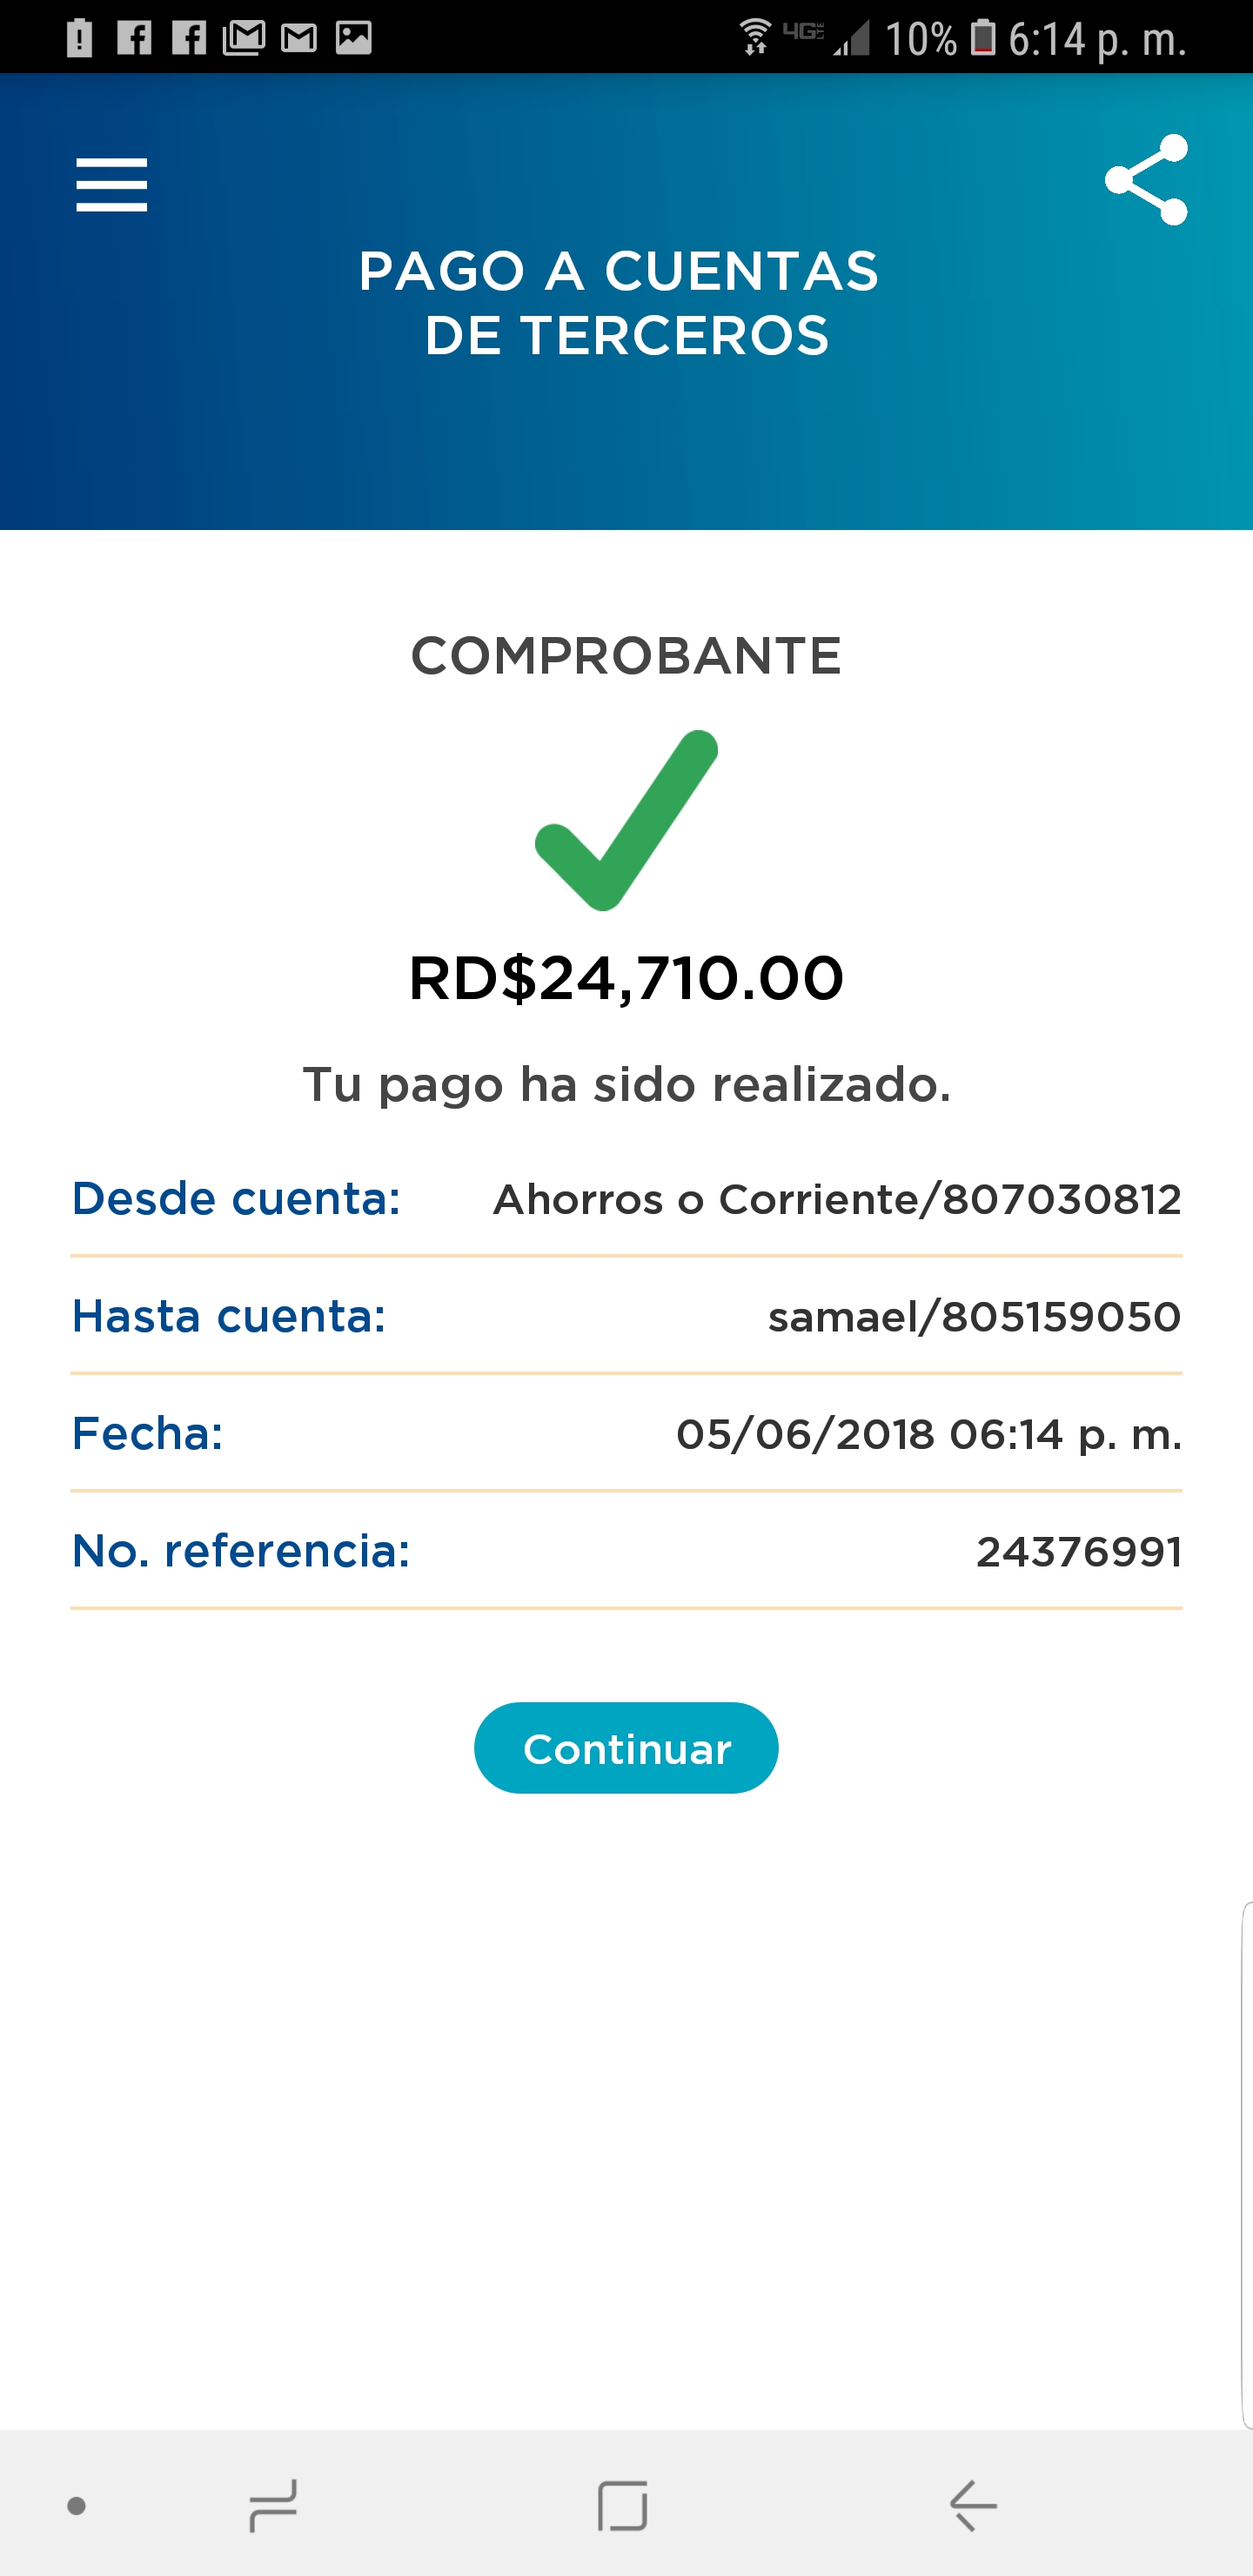 10% 6:14 p. m.
PAGO A CUENTAS
DE TERCEROS
COMPROBANTE
RD$24,710.00
Tu pago ha sido realizado.
Desde cuenta: Ahorros o Corriente/807030812
Hasta cuenta: samael/805159050
Fecha: 05/06/2018 06:14 p. m.
No. referencia: 24376991
Continuar